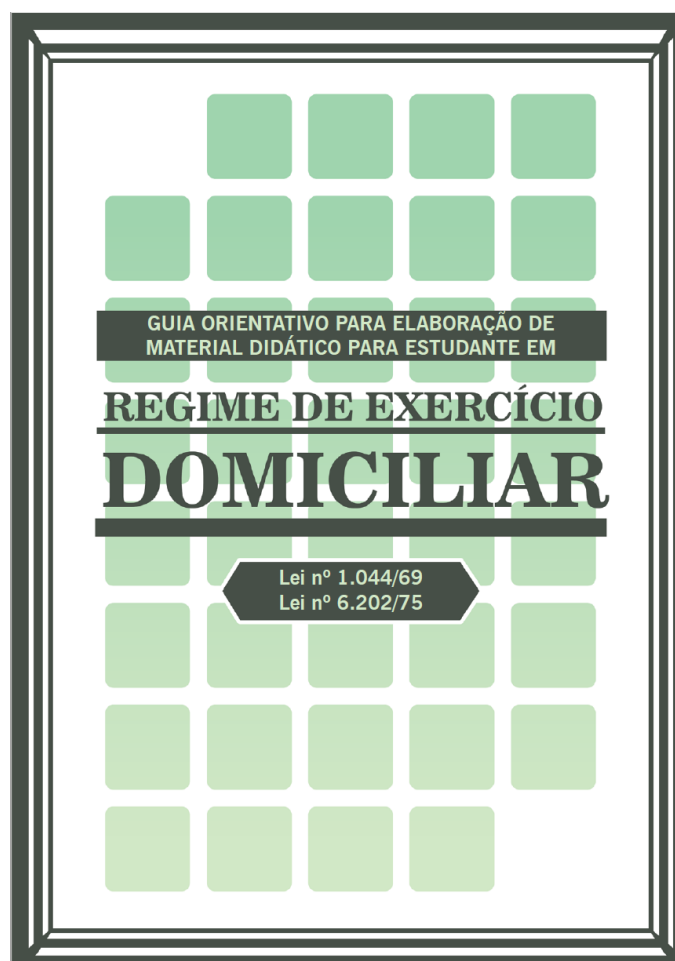 GUIA ORIENTATIVO PARA ELABORAÇÃO DE
MATERIAL DIDÁTICO PARA ESTUDANTE EM
REGIME DE EXERCÍCIO
DOMICILIAR
Lei nº 1.044/69
Lei nº 6.202/75